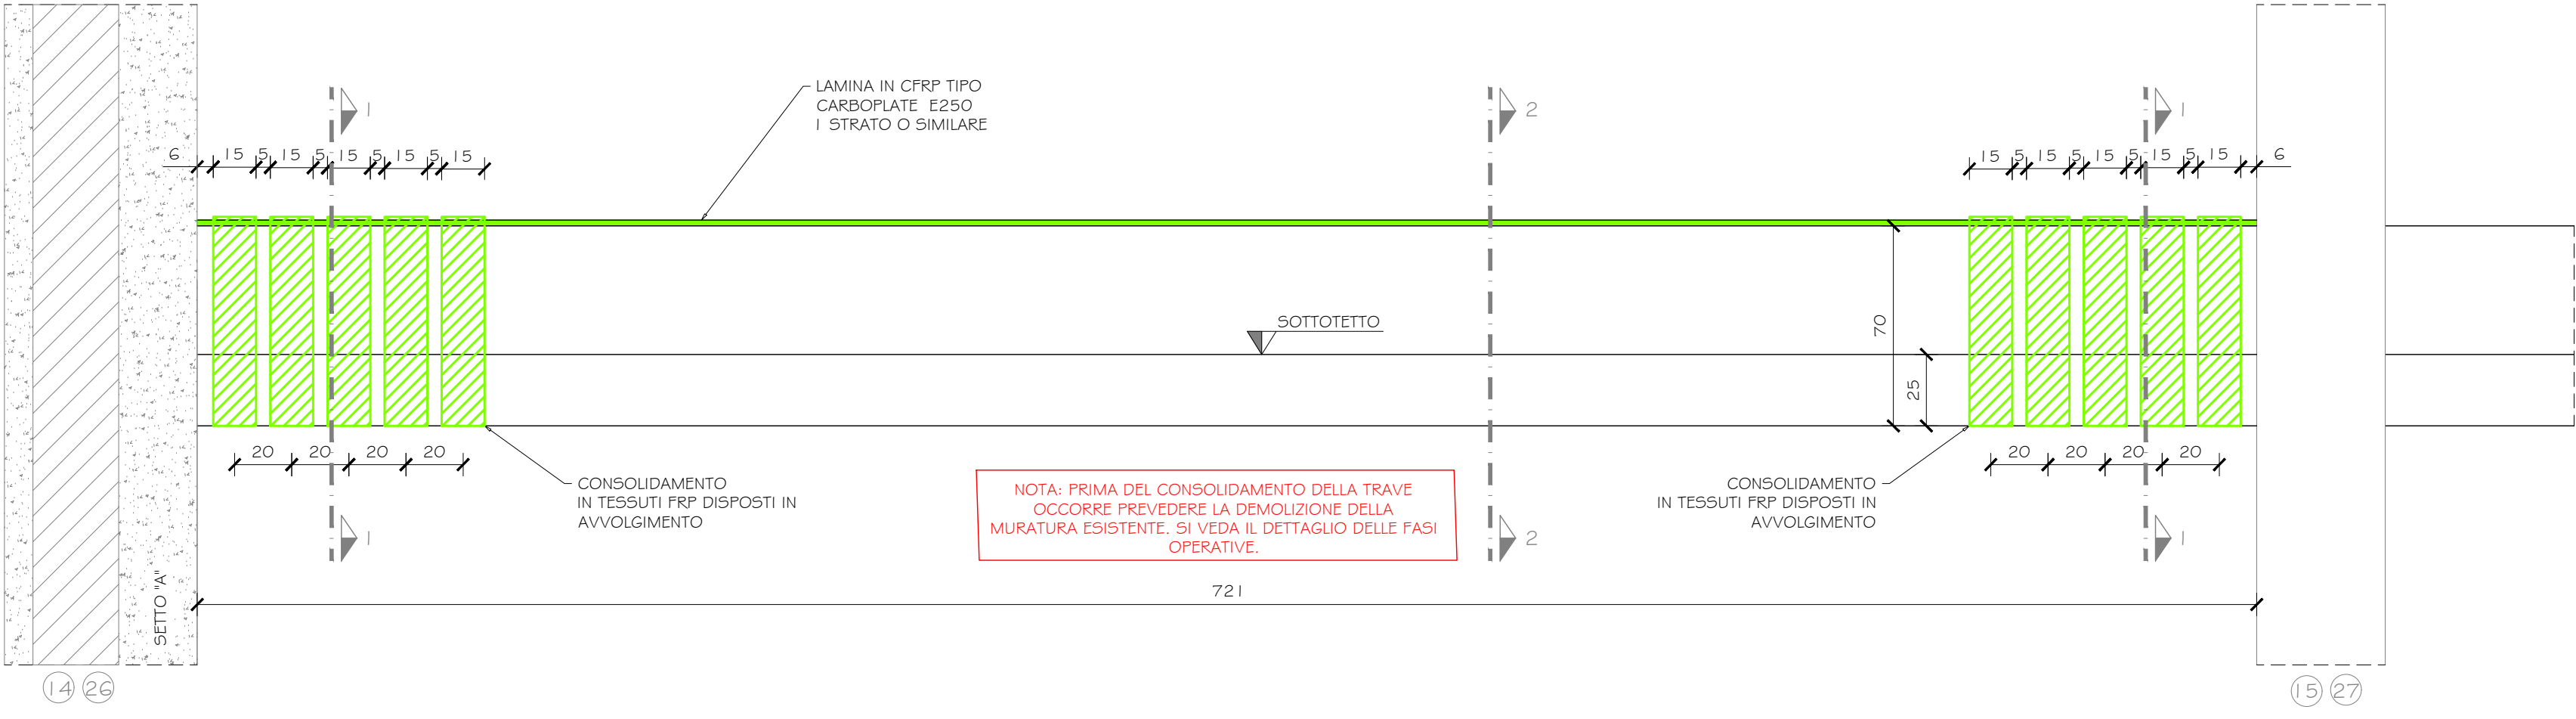 LAMINA IN CFRP TIPO
CARBOPLATE E250
1 STRATO O SIMILARE
1
2
1
6 15 5 15 5 15 5 15 5 15
15 5 15 5 15 5 15 5 15 6
SOTTOTETTO
70
25
20 20 20 20
20 20 20 20
CONSOLIDAMENTO
IN TESSUTI FRP DISPOSTI IN
AVVOLGIMENTO
NOTA: PRIMA DEL CONSOLIDAMENTO DELLA TRAVE
OCCORRE PREVEDERE LA DEMOLIZIONE DELLA
MURATURA ESISTENTE. SI VEDA IL DETTAGLIO DELLE FASI
OPERATIVE.
CONSOLIDAMENTO
IN TESSUTI FRP DISPOSTI IN
AVVOLGIMENTO
1
2
1
SETTO "A"
721
14 26
15 27